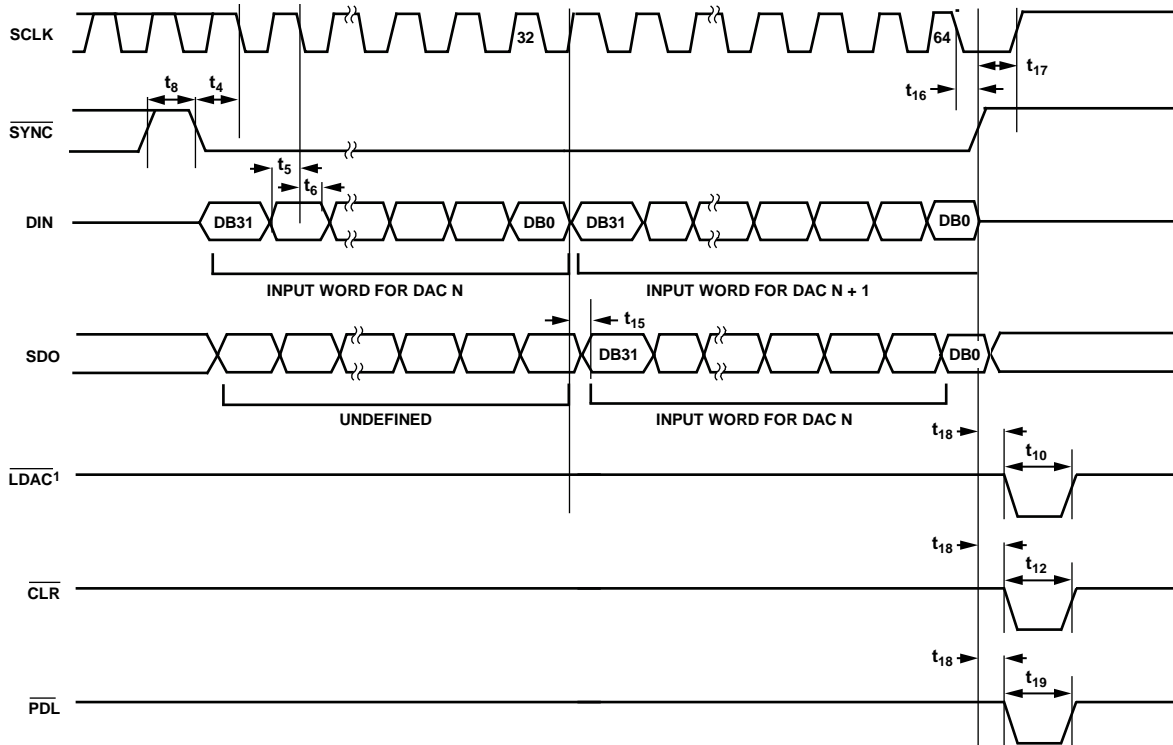 SCLK
32
64
t17
t16
t8
t4
SYNC
t5
t6
DIN
DB31
DB0
DB31
DB0
INPUT WORD FOR DAC N
INPUT WORD FOR DAC N + 1
t15
SDO
DB31
DB0
UNDEFINED
INPUT WORD FOR DAC N
t18
t10
LDAC1
t18
t12
CLR
t18
t19
PDL